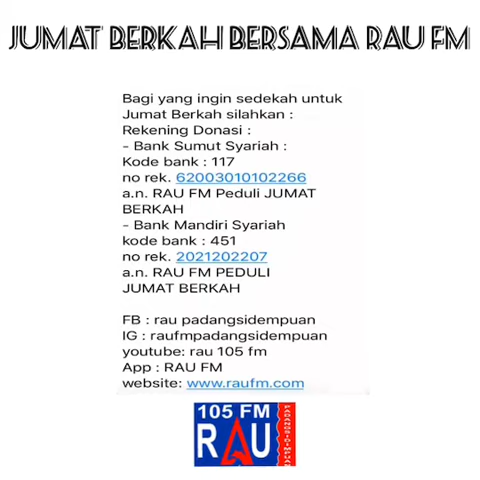 JUMAT BERKAH BERSAMA RAU FM
Bagi yang ingin sedekah untuk
Jumat Berkah silahkan :
Rekening Donasi :
- Bank Sumut Syariah :
Kode bank : 117
no rek. 62003010102266
a.n. RAU FM Peduli JUMAT
BERKAH
- Bank Mandiri Syariah
kode bank : 451
no rek. 2021202207
a.n. RAU FM PEDULI
JUMAT BERKAH
FB : rau padangsidempuan
IG : raufmpadangsidempuan
youtube: rau 105 fm
App : RAU FM
website: www.raufm.com
105 FM
RAU
PADANGSIDIMPUAN